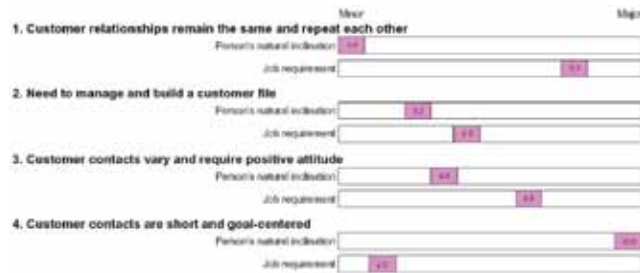 Minor Major
1. Customer relationships remain the same and repeat each other
Person's natural inclination
Job requirement
2. Need to manage and build a customer file
Person's natural inclination
Job requirement
3. Customer contacts vary and require positive attitude
Person's natural inclination
Job requirement
4. Customer contacts are short and goal-centered
Person's natural inclination
Job requirement